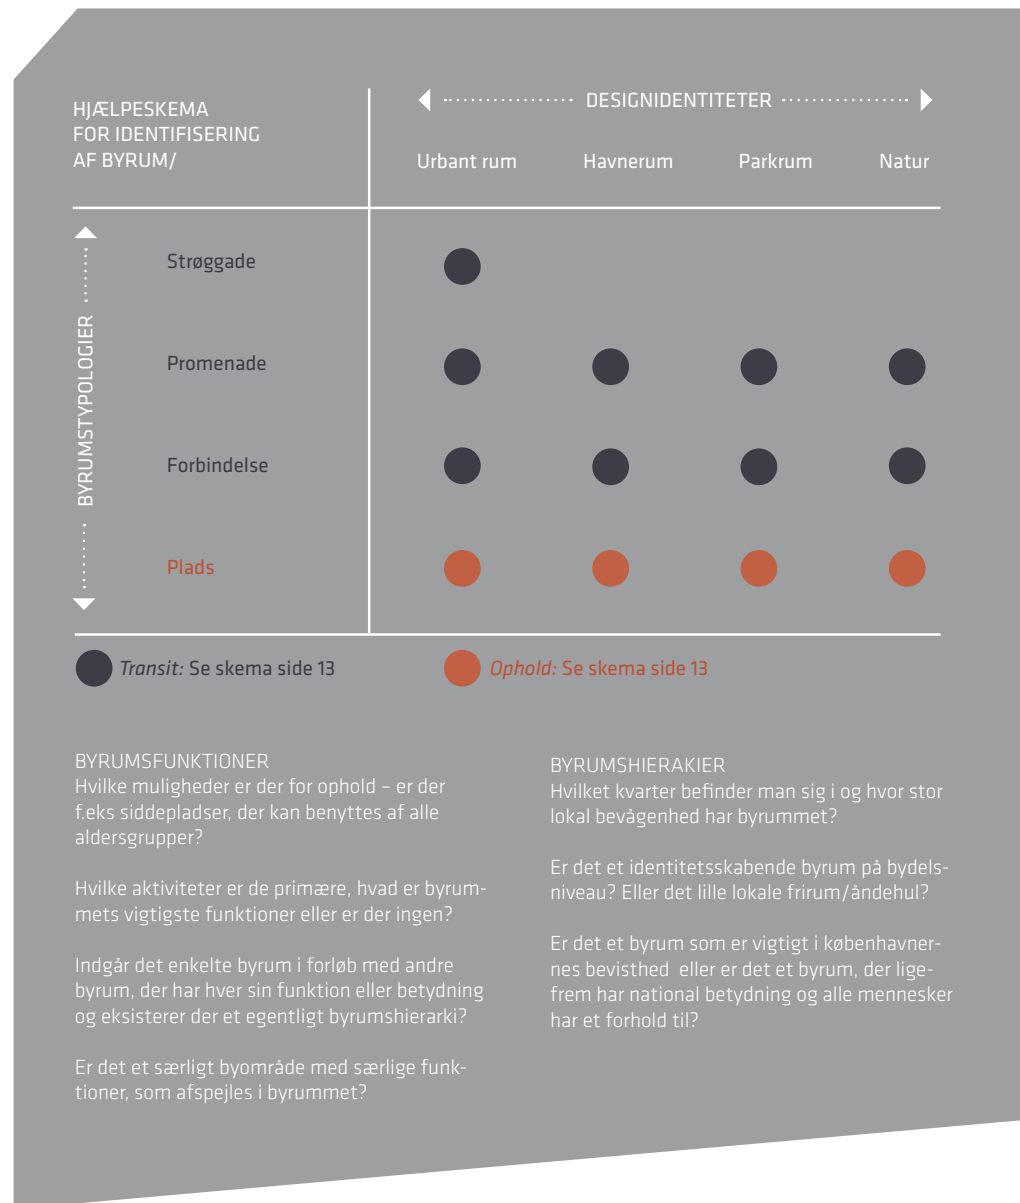 HJÆLPESKEMA
FOR IDENTIFISERING
AF BYRUM/
DESIGNIDENTITETER
Urbant rum
Havnerum
Parkrum
Natur
BYRUMSTYPOLOGIER
Strøggade
Promenade
Forbindelse
Plads
Transit: Se skema side 13
Ophold: Se skema side 13
BYRUMSFUNKTIONER
Hvilke muligheder er der for ophold – er der
f.eks siddepladser, der kan benyttes af alle
aldersgrupper?
Hvilke aktiviteter er de primære, hvad er byrum-
mets vigtigste funktioner eller er der ingen?
Indgår det enkelte byrum i forløb med andre
byrum, der har hver sin funktion eller betydning
og eksisterer der et egentligt byrumshierarki?
Er det et særligt byområde med særlige funk-
tioner, som afspejles i byrummet?
BYRUMSHIERAKIER
Hvilket kvarter befinder man sig i og hvor stor
lokal bevågenhed har byrummet?
Er det et identitetsskabende byrum på bydels-
niveau? Eller det lille lokale frirum/åndehul?
Er det et byrum som er vigtigt i københavner-
nes bevisthed  eller er det et byrum, der lige-
frem har national betydning og alle mennesker
har et forhold til?